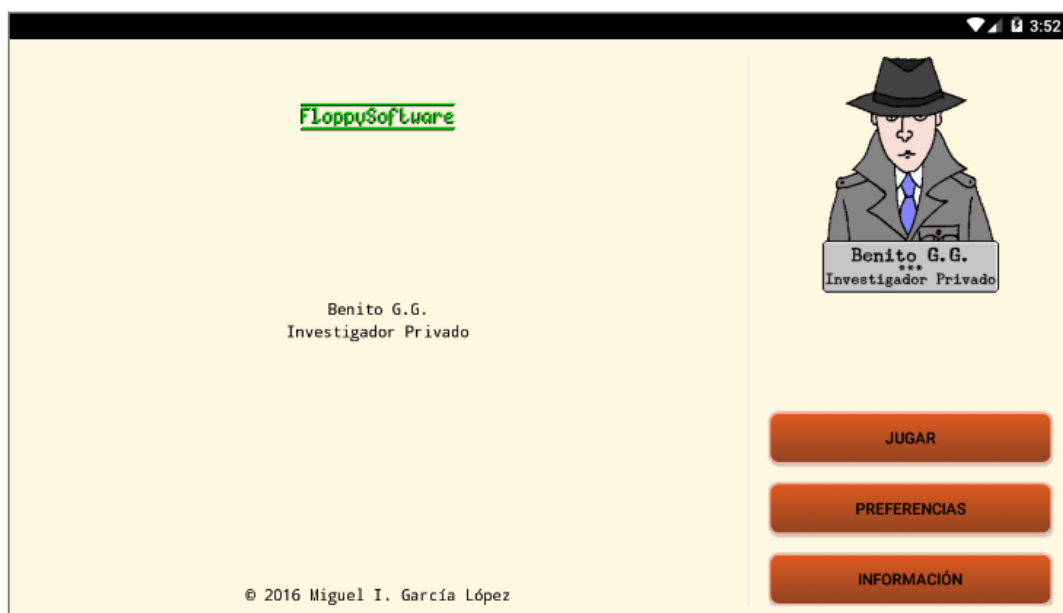 3:52
FloppySoftware
Benito G.G.
Investigador Privado
© 2016 Miguel I. García López
Benito G.G.
***
Investigador Privado
JUGAR
PREFERENCIAS
INFORMACIÓN